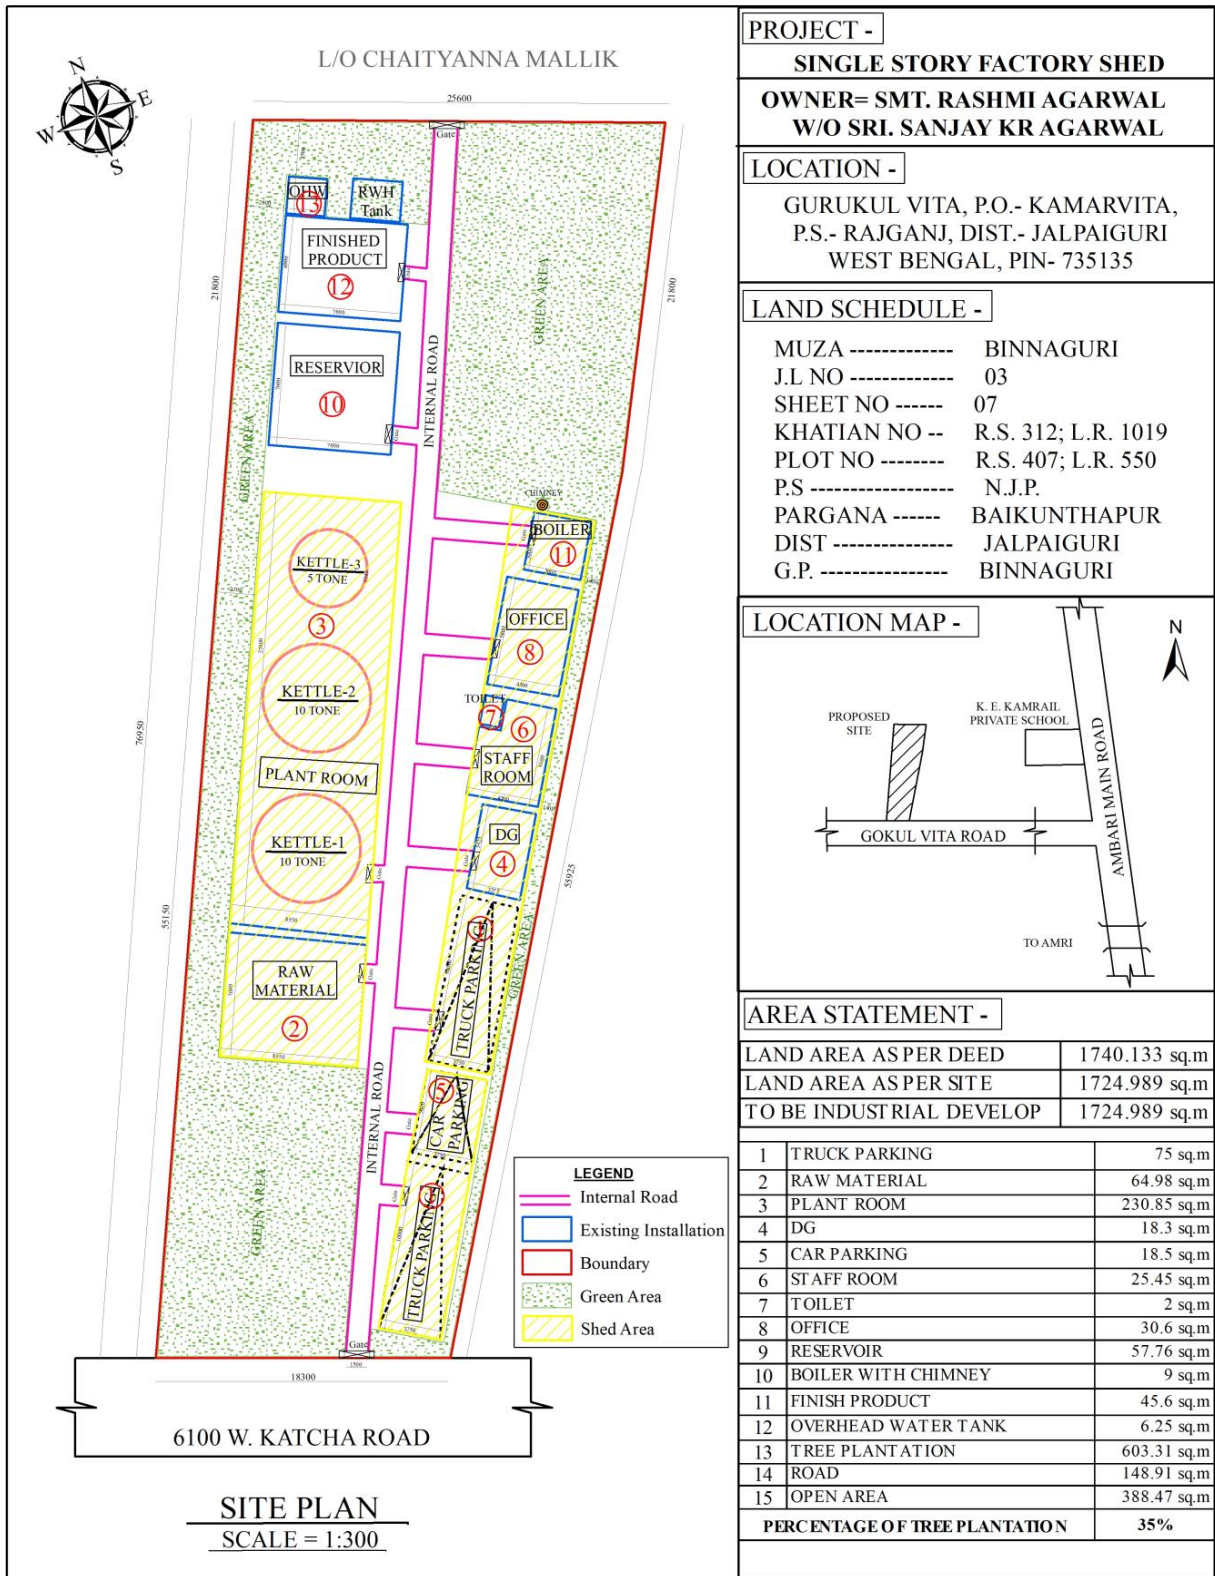 L/O CHAITYANNA MALLIK
N
E
W
S
25600
Gate
OHW
13
RWH
Tank
FINISHED
PRODUCT
12
7800
21800
21800
GREEN AREA
INTERNAL ROAD
RESERVIOR
10
7600
GREEN AREA
CHIMNEY
BOILER
11
KETTLE-3
5 TONE
3
OFFICE
8
KETTLE-2
10 TONE
TOILET
7
6
STAFF
ROOM
PLANT ROOM
76950
DG
4
KETTLE-1
10 TONE
55925
55150
8550
TRUCK PARKING
GREEN AREA
RAW
MATERIAL
2
8550
5
CAR
PARKING
INTERNAL ROAD
GREEN AREA
TRUCK PARKING
10000
3750
Gate
1500
18300
6100 W. KATCHA ROAD
SITE PLAN
SCALE = 1:300
LEGEND
Internal Road
Existing Installation
Boundary
Green Area
Shed Area
PROJECT -
SINGLE STORY FACTORY SHED
OWNER= SMT. RASHMI AGARWAL
W/O SRI. SANJAY KR AGARWAL
LOCATION -
GURUKUL VITA, P.O.- KAMARVITA,
P.S.- RAJGANJ, DIST.- JALPAIGURI
WEST BENGAL, PIN- 735135
LAND SCHEDULE -
MUZA ------------- BINNAGURI
J.L NO ------------- 03
SHEET NO ------ 07
KHATIAN NO -- R.S. 312; L.R. 1019
PLOT NO -------- R.S. 407; L.R. 550
P.S ------------------ N.J.P.
PARGANA ------ BAIKUNTHAPUR
DIST --------------- JALPAIGURI
G.P. ---------------- BINNAGURI
LOCATION MAP -
N
PROPOSED
SITE
K. E. KAMRAIL
PRIVATE SCHOOL
AMBARI MAIN ROAD
GOKUL VITA ROAD
TO AMRI
AREA STATEMENT -
LAND AREA AS PER DEED 1740.133 sq.m
LAND AREA AS PER SITE 1724.989 sq.m
TO BE INDUSTRIAL DEVELOP 1724.989 sq.m
1 TRUCK PARKING 75 sq.m
2 RAW MATERIAL 64.98 sq.m
3 PLANT ROOM 230.85 sq.m
4 DG 18.3 sq.m
5 CAR PARKING 18.5 sq.m
6 STAFF ROOM 25.45 sq.m
7 TOILET 2 sq.m
8 OFFICE 30.6 sq.m
9 RESERVOIR 57.76 sq.m
10 BOILER WITH CHIMNEY 9 sq.m
11 FINISH PRODUCT 45.6 sq.m
12 OVERHEAD WATER TANK 6.25 sq.m
13 TREE PLANTATION 603.31 sq.m
14 ROAD 148.91 sq.m
15 OPEN AREA 388.47 sq.m
PERCENTAGE OF TREE PLANTATION 35%